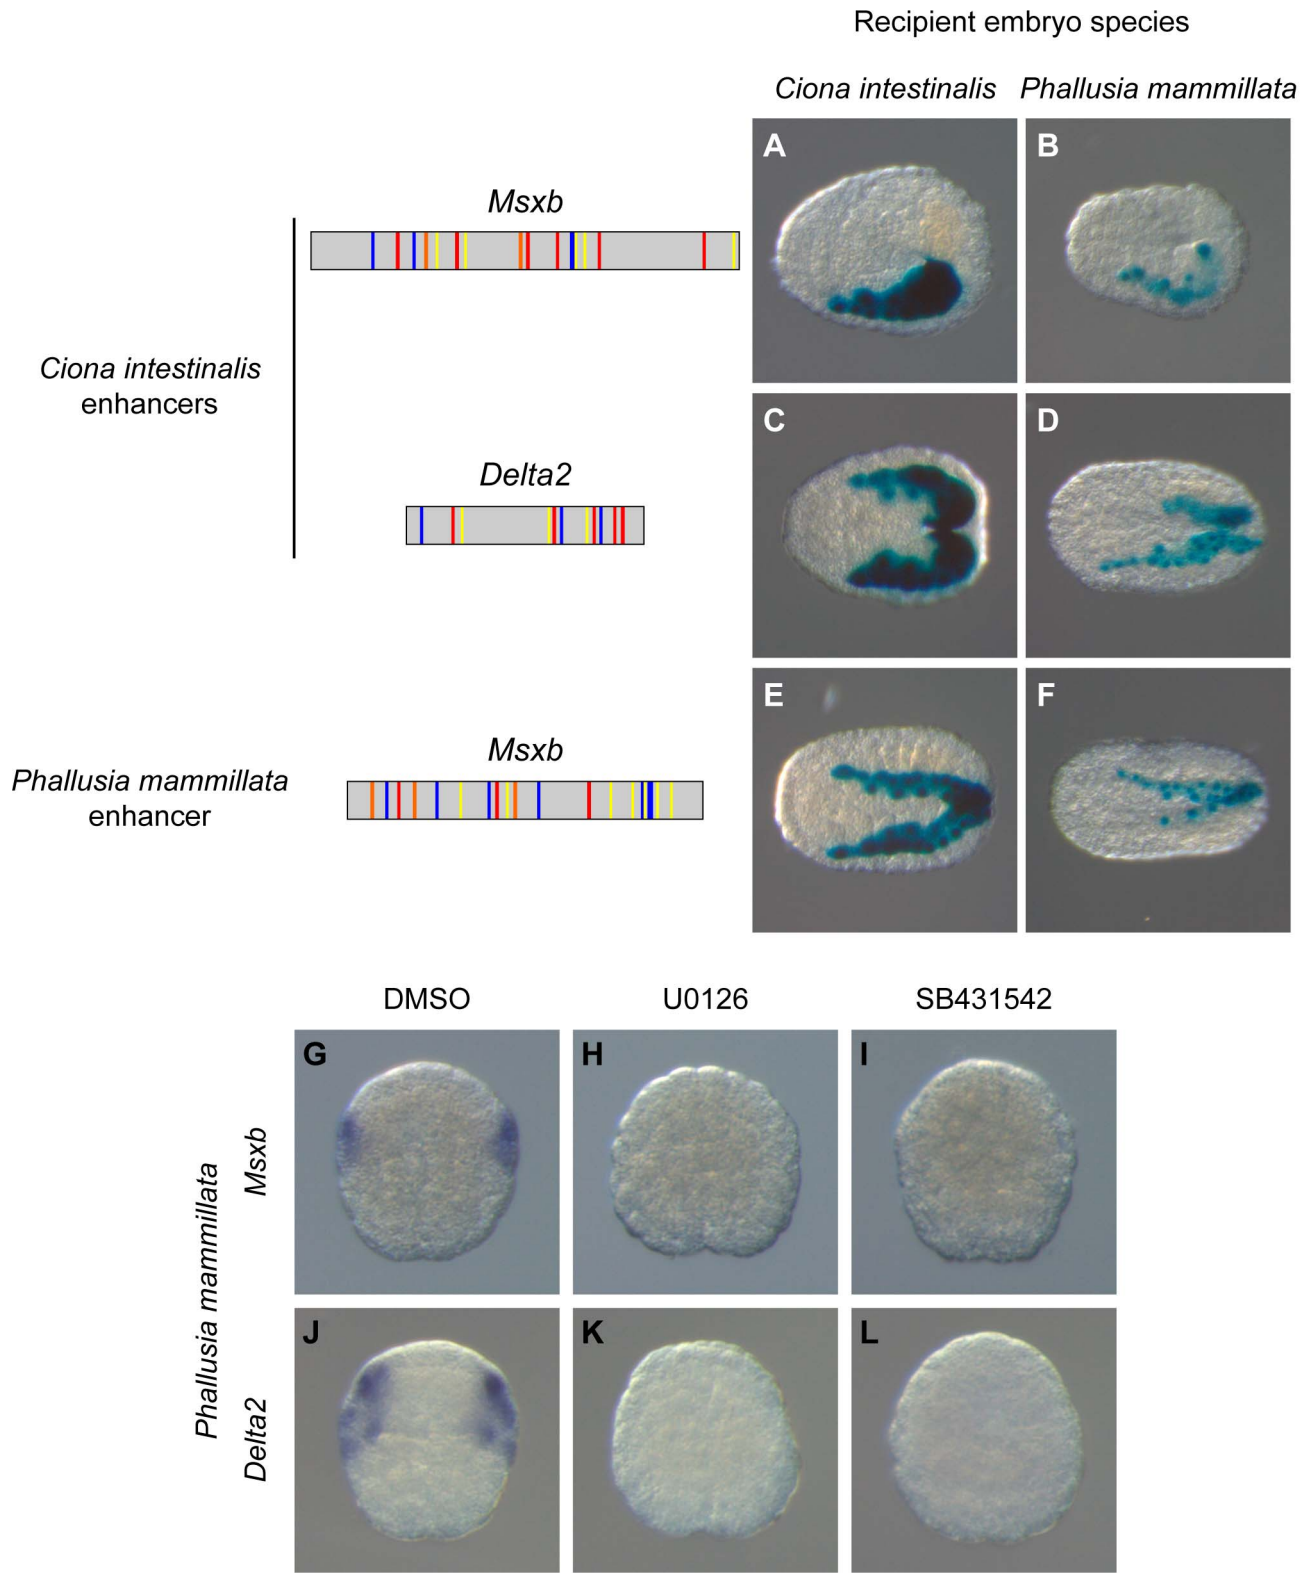 Recipient embryo species
Ciona intestinalis Phallusia mammillata
A B
Msxb
Ciona intestinalis
enhancers
Delta2
C D
E F
Msxb
Phallusia mammillata
enhancer
DMSO U0126 SB431542
G H I
Msxb
Phallusia mammillata
J K L
Delta2